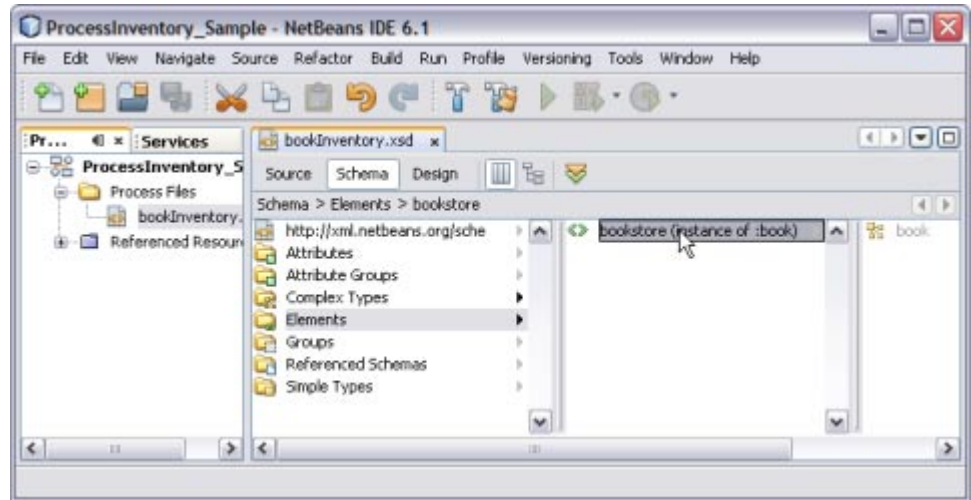 ProcessInventory_Sample - NetBeans IDE 6.1
File Edit View Navigate Source Refactor Build Run Profile Versioning Tools Window Help
Pr... Services
bookInventory.xsd
ProcessInventory_S
Process Files
bookInventory.
Referenced Resour
Source Schema Design
Schema > Elements > bookstore
http://xml.netbeans.org/sche
Attributes
Attribute Groups
Complex Types
Elements
Groups
Referenced Schemas
Simple Types
bookstore (instance of :book)
book